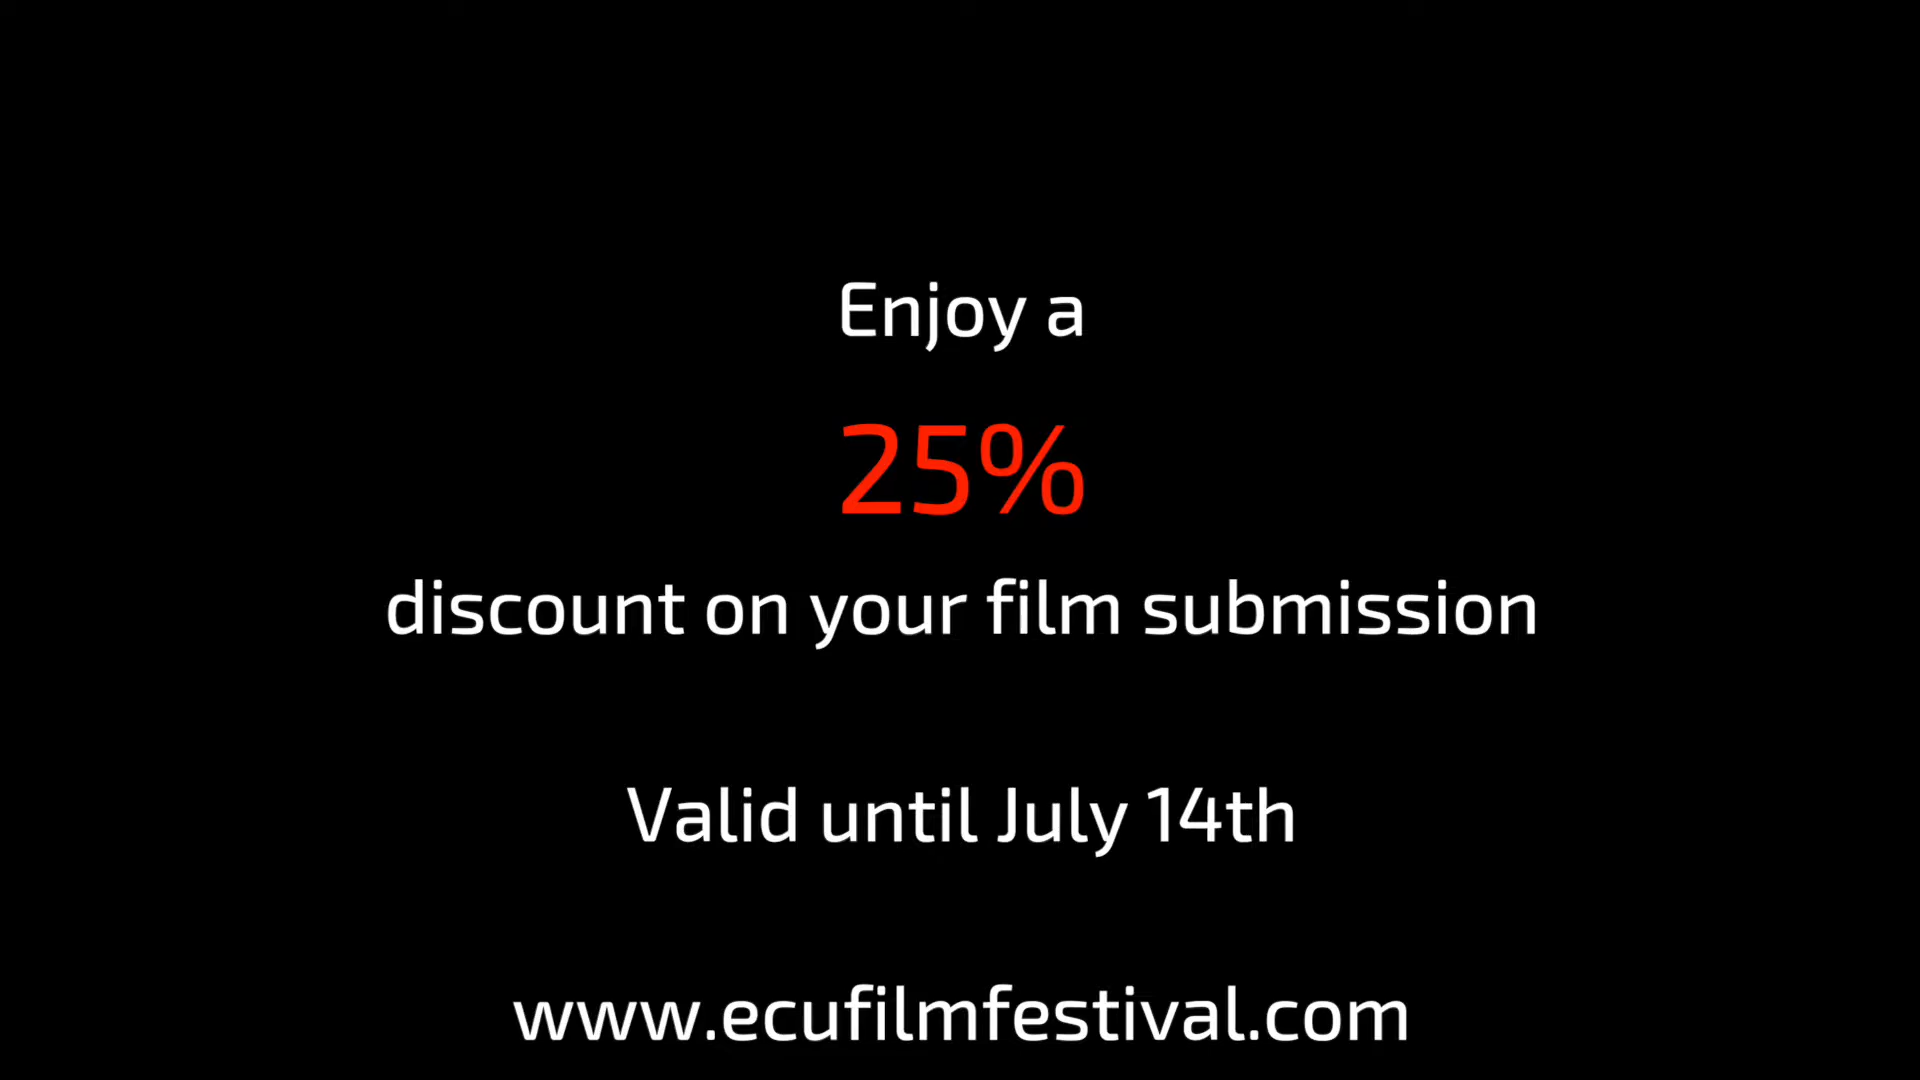 Enjoy a
25%
discount on your film submission
Valid until July 14th
www.ecufilmfestival.com